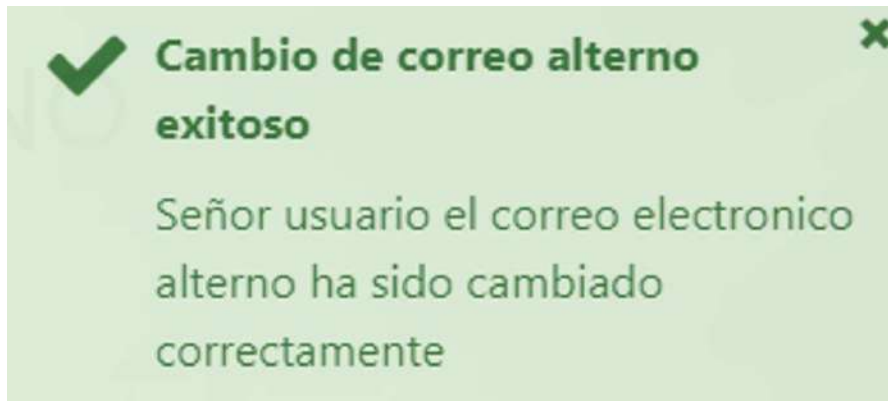 Cambio de correo alterno
exitoso
Señor usuario el correo electronico
alterno ha sido cambiado
correctamente